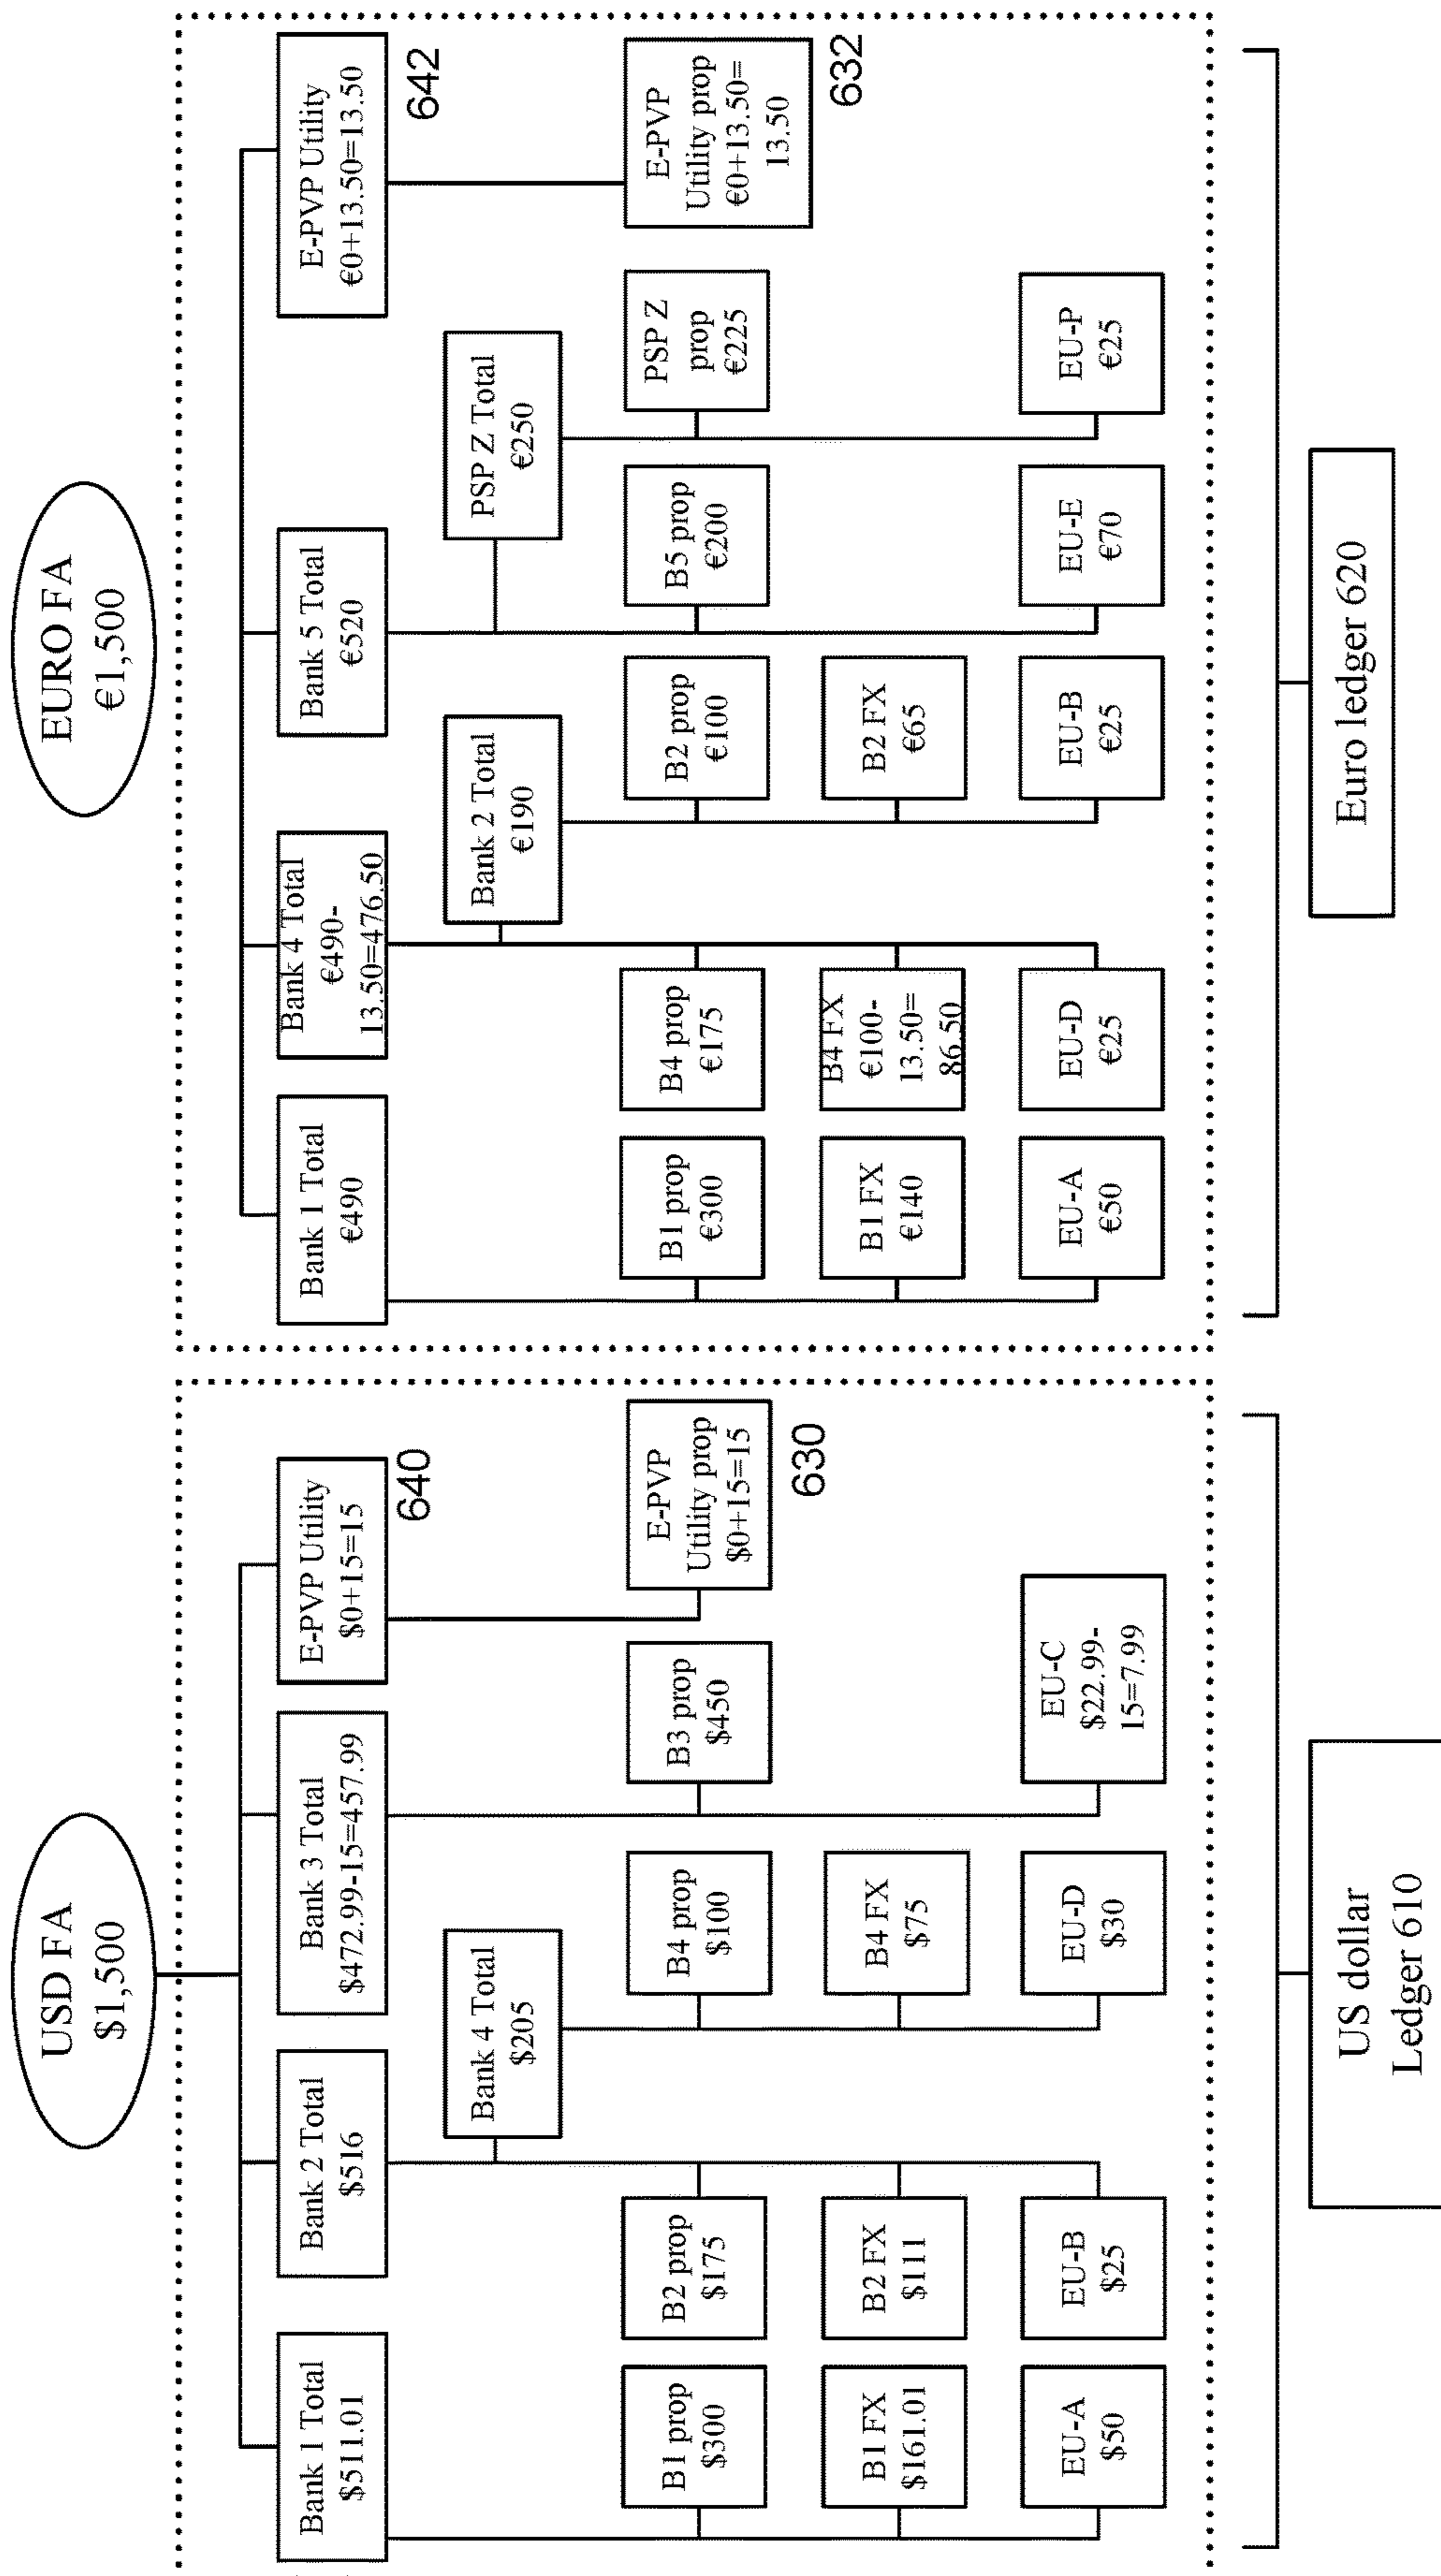 USD FA
$1,500
Bank 1 Total
$511.01
Bank 2 Total
$516
Bank 3 Total
$472.99-15=457.99
E-PVP Utility
$0+15=15
640
Bank 4 Total
$205
B1 prop
$300
B2 prop
$175
B4 prop
$100
B3 prop
$450
E-PVP
Utility prop
$0+15=15
630
B1 FX
$161.01
B2 FX
$111
B4 FX
$75
EU-A
$50
EU-B
$25
EU-D
$30
EU-C
$22.99-
15=7.99
US dollar
Ledger 610
EURO FA
€1,500
Bank 1 Total
€490
Bank 4 Total
€490-
13.50=476.50
Bank 5 Total
€520
E-PVP Utility
€0+13.50=13.50
642
Bank 2 Total
€190
PSP Z Total
€250
B1 prop
€300
B4 prop
€175
B2 prop
€100
B5 prop
€200
PSP Z
prop
€225
E-PVP
Utility prop
€0+13.50=
13.50
632
B1 FX
€140
B4 FX
€100-
13.50=
86.50
B2 FX
€65
EU-A
€50
EU-D
€25
EU-B
€25
EU-E
€70
EU-P
€25
Euro ledger 620